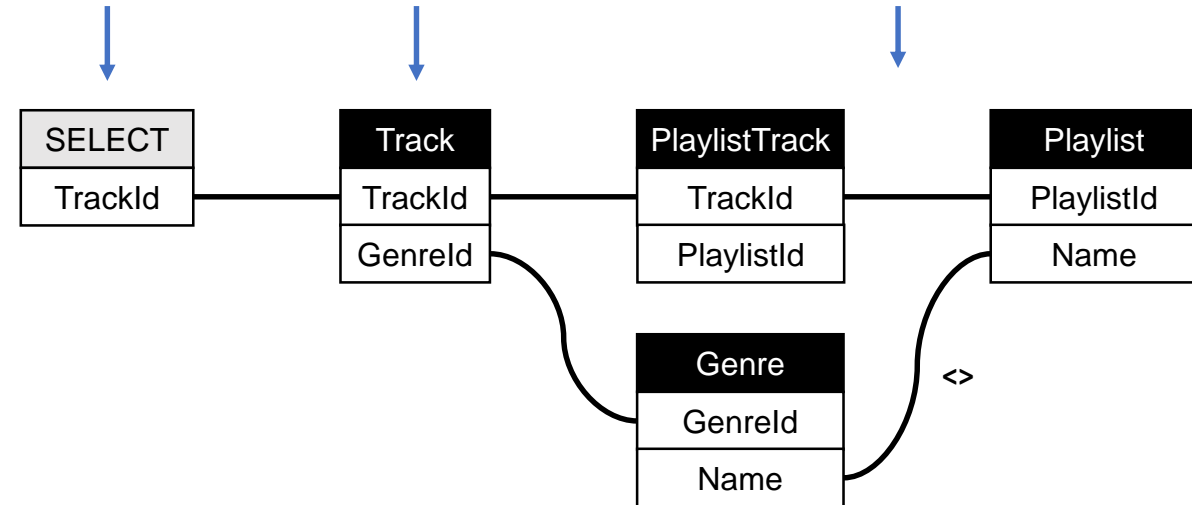 SELECT
TrackId
Track
TrackId
GenreId
PlaylistTrack
TrackId
PlaylistId
Playlist
PlaylistId
Name
Genre
GenreId
Name
<>